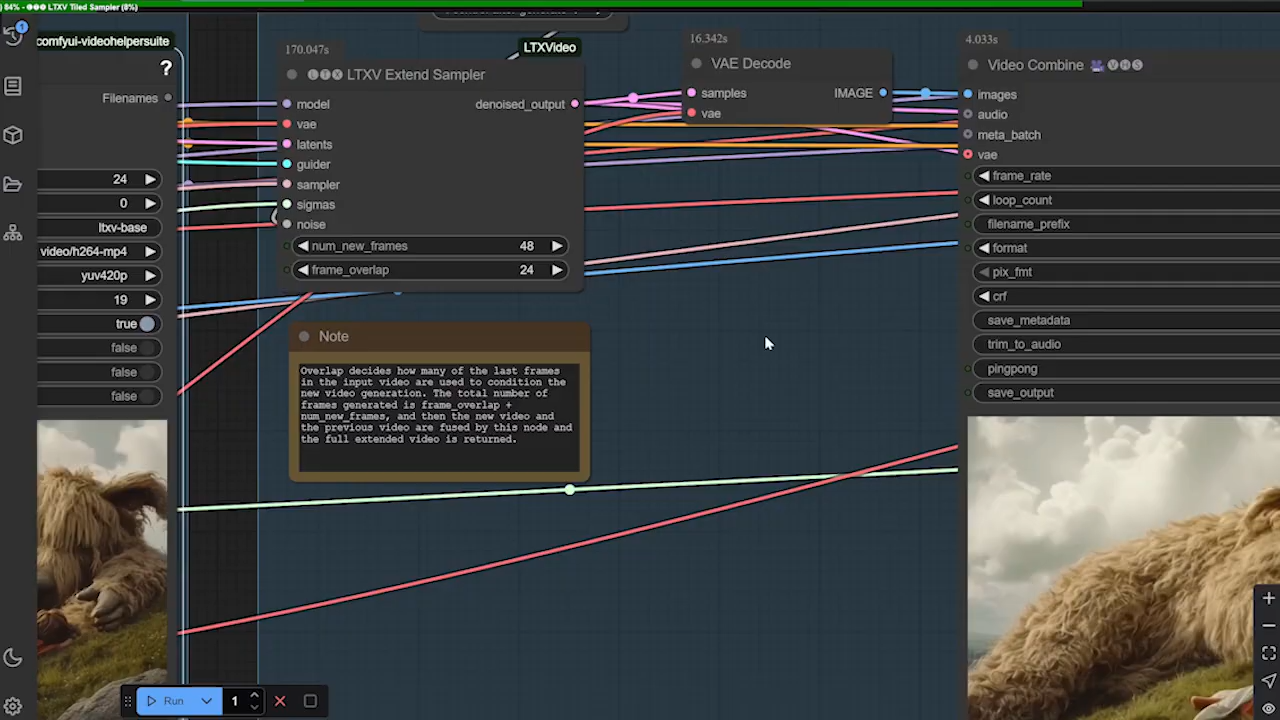 84% - LTXV Tiled Sampler (8%)
1
comfyui-videohelpersuite
?
Filenames
24
0
ltxv-base
video/h264-mp4
yuv420p
19
true
false
false
false
170.047s
LTXVideo
LTX LTXV Extend Sampler
model
denoised_output
vae
latents
guider
sampler
sigmas
noise
num_new_frames 48
frame_overlap 24
Note
Overlap decides how many of the last frames
in the input video are used to condition the
new video generation. The total number of
frames generated is frame_overlap +
num_new_frames, and then the new video and
the previous video are fused by this node and
the full extended video is returned.
16.342s
VAE Decode
samples IMAGE
vae
4.033s
Video Combine VHS
images
audio
meta_batch
vae
frame_rate
loop_count
filename_prefix
format
pix_fmt
crf
save_metadata
trim_to_audio
pingpong
save_output
Run
1